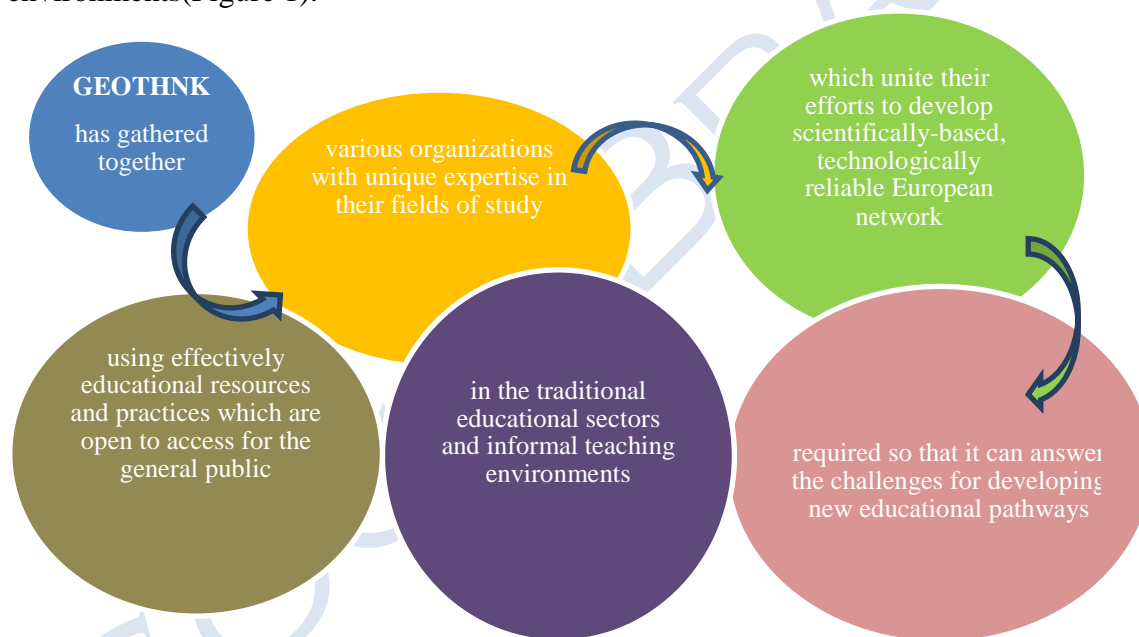 environments(Figure 1).
GEOTHNK
has gathered
together
various organizations
with unique expertise in
their fields of study
which unite their
efforts to develop
scientifically-based,
technologically
reliable European
network
required so that it can answer
the challenges for developing
new educational pathways
in the traditional
educational sectors
and informal teaching
environments
using effectively
educational resources
and practices which are
open to access for the
general public